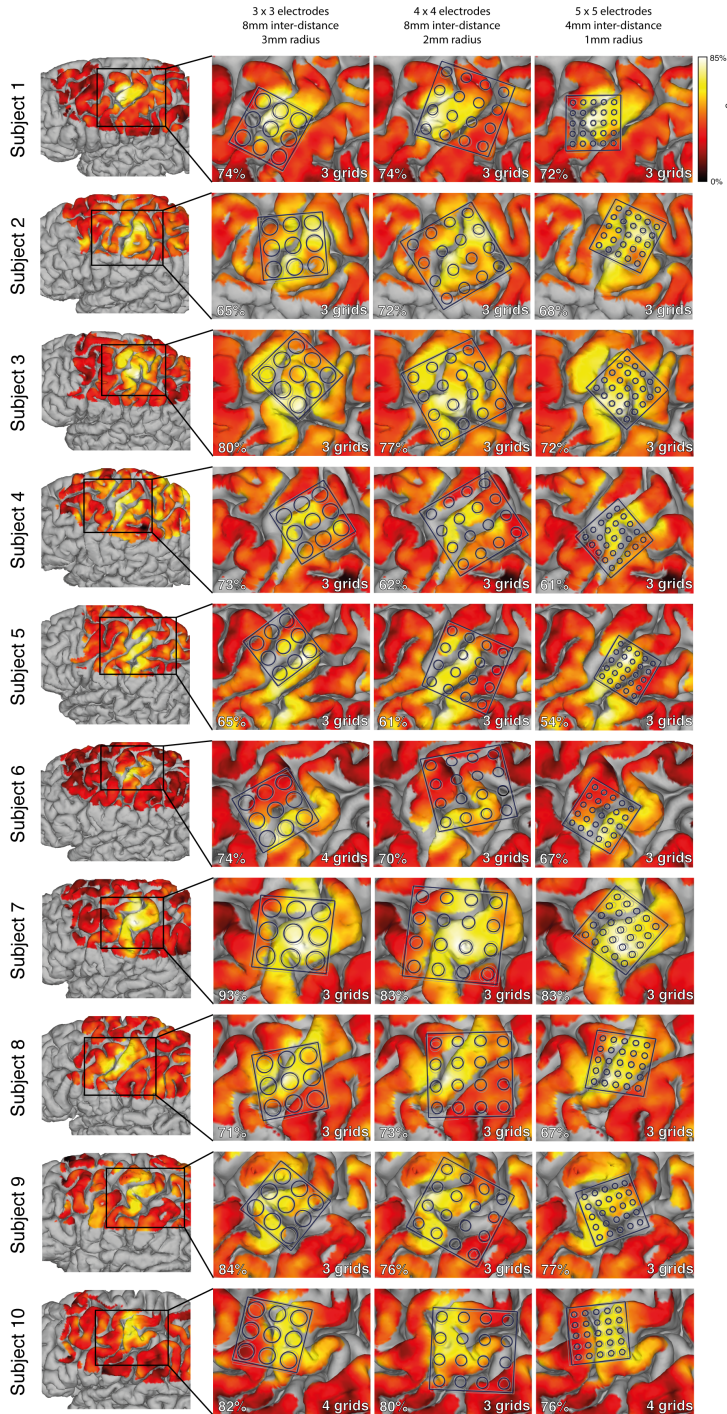 3 x 3 electrodes
8mm inter-distance
3mm radius
4 x 4 electrodes
8mm inter-distance
2mm radius
5 x 5 electrodes
4mm inter-distance
1mm radius
85%
0%
Subject 1
74% 3 grids
74% 3 grids
72% 3 grids
Subject 2
65% 3 grids
72% 3 grids
68% 3 grids
Subject 3
80% 3 grids
77% 3 grids
72% 3 grids
Subject 4
73% 3 grids
62% 3 grids
61% 3 grids
Subject 5
65% 3 grids
61% 3 grids
54% 3 grids
Subject 6
74% 4 grids
70% 3 grids
67% 3 grids
Subject 7
93% 3 grids
83% 3 grids
83% 3 grids
Subject 8
71% 3 grids
73% 3 grids
67% 3 grids
Subject 9
84% 3 grids
76% 3 grids
77% 3 grids
Subject 10
82% 4 grids
80% 3 grids
76% 4 grids